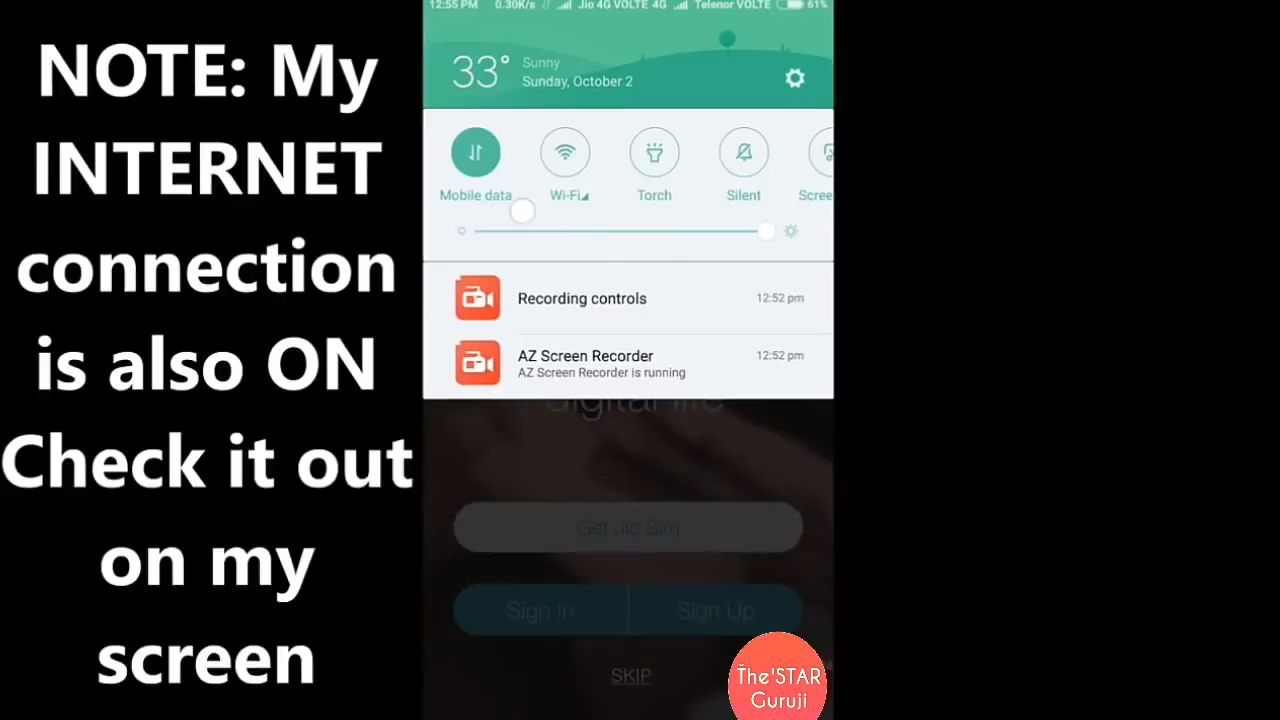 NOTE: My
INTERNET
connection
is also ON
Check it out
on my
screen
12:55 PM 0.30K/s Jio 4G VOLTE 4G Telenor VOLTE 61%
33° Sunny
Sunday, October 2
Mobile data Wi-Fi Torch Silent Scree
Recording controls 12:52 pm
AZ Screen Recorder 12:52 pm
AZ Screen Recorder is running
digital life
Get Jio Sim
Sign In Sign Up
SKIP
The'STAR
Guruji